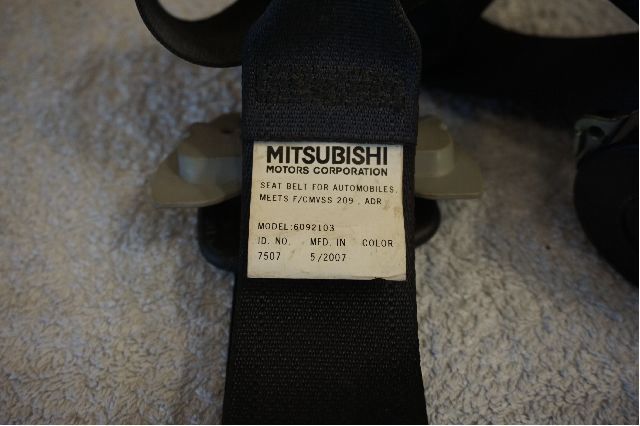 MITSUBISHI
MOTORS CORPORATION
SEAT BELT FOR AUTOMOBILES.
MEETS F/CMVSS 209 . ADR
MODEL:6092103
ID. NO. MFD. IN COLOR
7507 5/2007